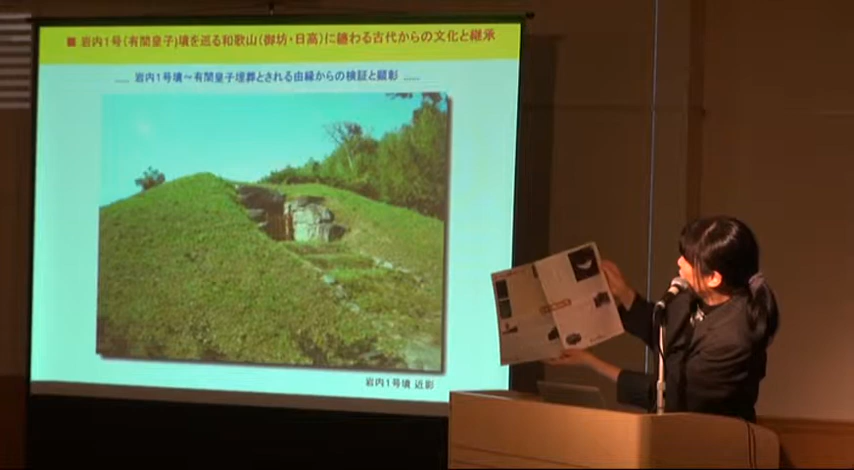 ■ 岩内1号(有間皇子)墳を巡る和歌山(御坊・日高)に纏わる古代からの文化と継承
岩内1号墳～有間皇子埋葬とされる由縁からの検証と顕彰
岩内1号墳 近影